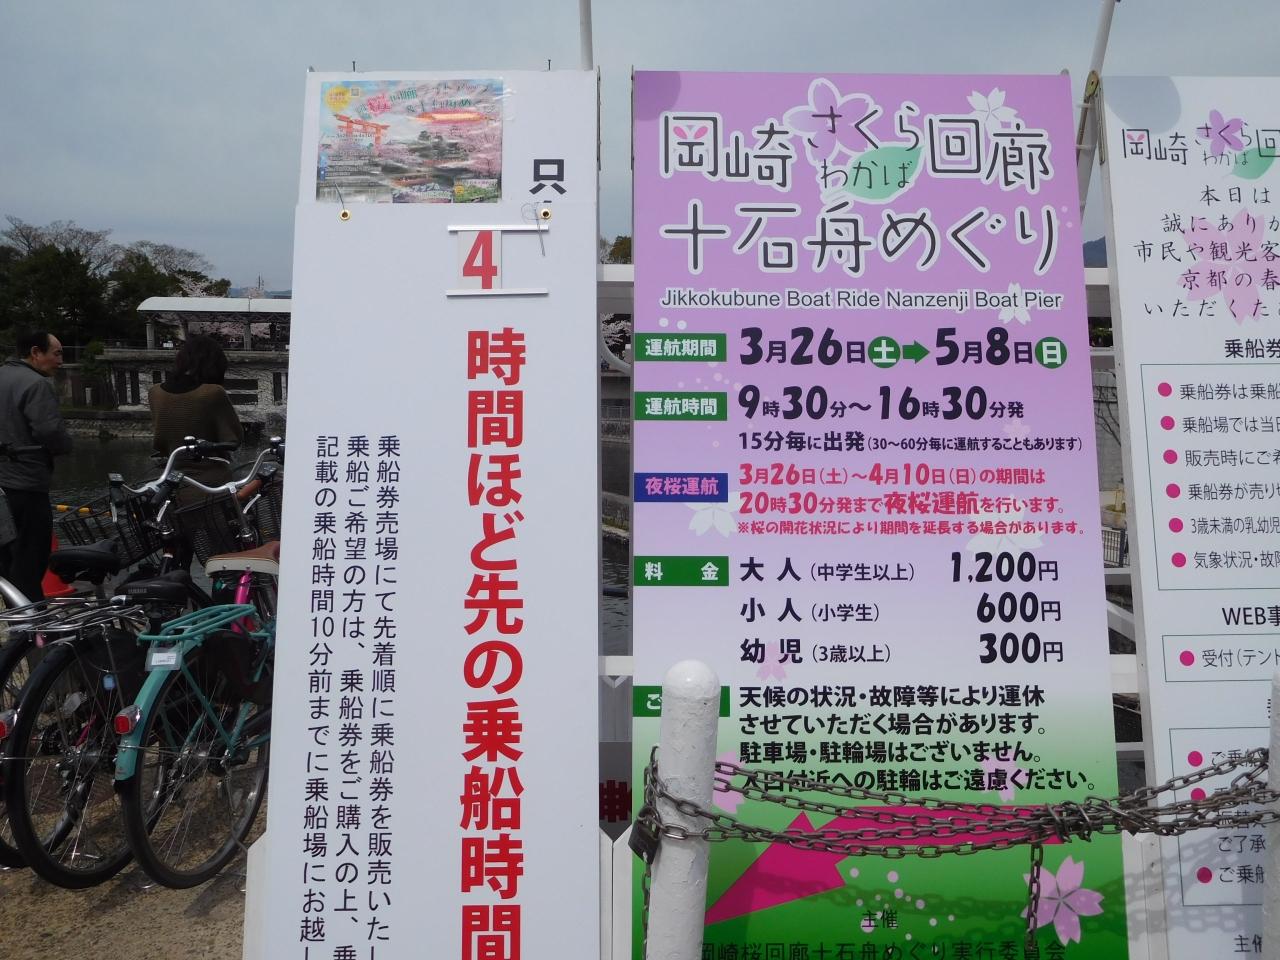 只
4
時間ほど先の乗船時間
乗船券売場にて先着順に乗船券を販売いたし
乗船ご希望の方は、乗船券をご購入の上、乗
記載の乗船時間10分前までに乗船場にお越し
岡崎さくら回廊
わかば
十石舟めぐり
Jikkokubune Boat Ride Nanzenji Boat Pier
運航期間 3月26日土➡5月8日日
運航時間 9時30分〜16時30分発
15分毎に出発(30〜60分毎に運航することもあります)
夜桜運航 3月26日(土)〜4月10日(日)の期間は
20時30分発まで夜桜運航を行います。
※桜の開花状況により期間を延長する場合があります。
料金 大人(中学生以上) 1,200円
小人(小学生) 600円
幼児(3歳以上) 300円
ご
天候の状況・故障等により運休
させていただく場合があります。
駐車場・駐輪場はございません。
入口付近への駐輪はご遠慮ください。
主催
岡崎桜回廊十石舟めぐり実行委員会
岡崎さくら回
わかば
本日は
誠にありか
市民や観光客
京都の春
いただくた
乗船券
乗船券は乗船
乗船場では当日
販売時にご希
乗船券が売り切
3歳未満の乳幼児
気象状況・故障
WEB事
受付(テント
ご乗船
ご了承
ご乗船
主催